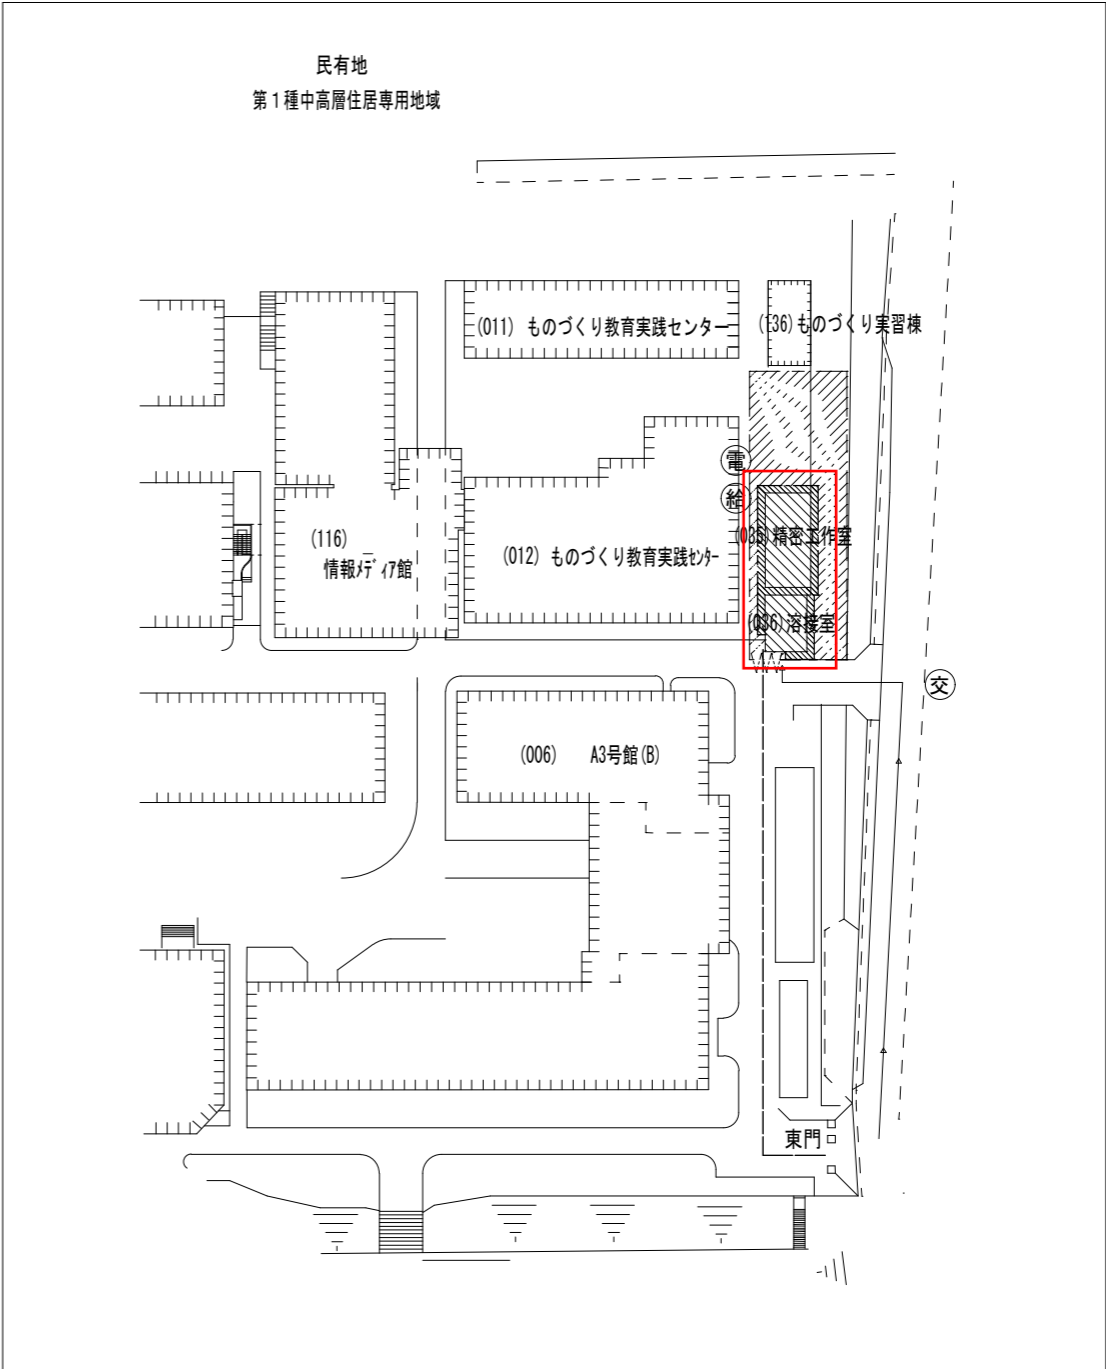 民有地
第1種中高層住居専用地域
(011) ものづくり教育実践センター
(136)ものづくり実習棟
電
給
(035)精密工作室
(116)
情報ﾒﾃﾞｨｱ館
(012) ものづくり教育実践ｾﾝﾀｰ
(036)溶接室
交
(006) A3号館(B)
東門